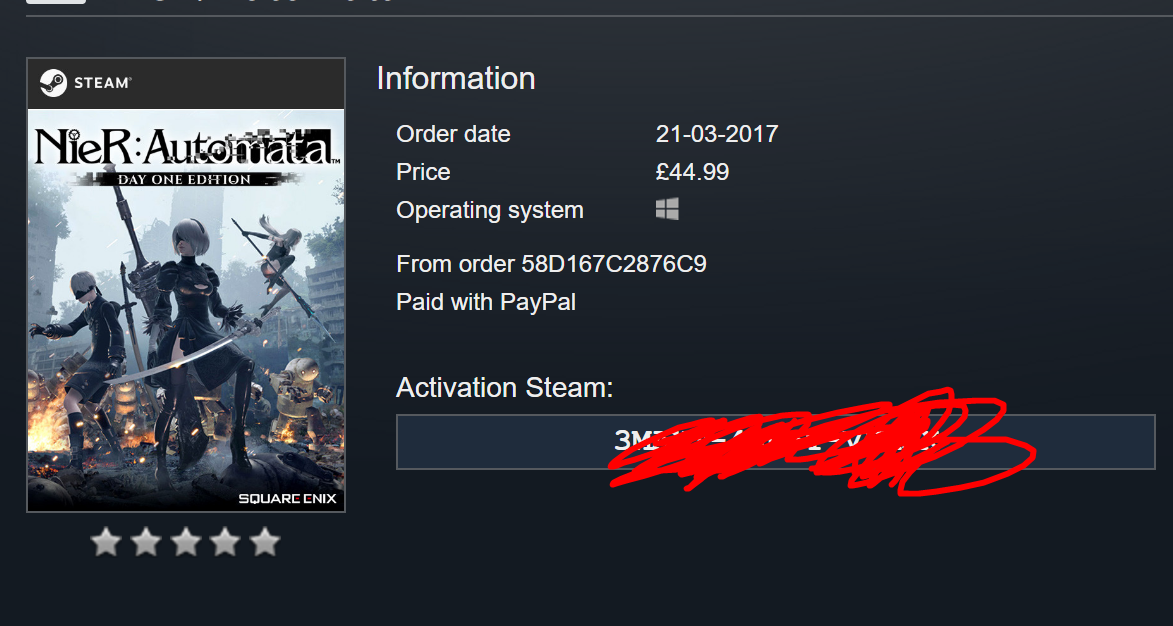 STEAM
NieR:Automata
DAY ONE EDITION
SQUARE ENIX
Information
Order date 21-03-2017
Price £44.99
Operating system
From order 58D167C2876C9
Paid with PayPal
Activation Steam: